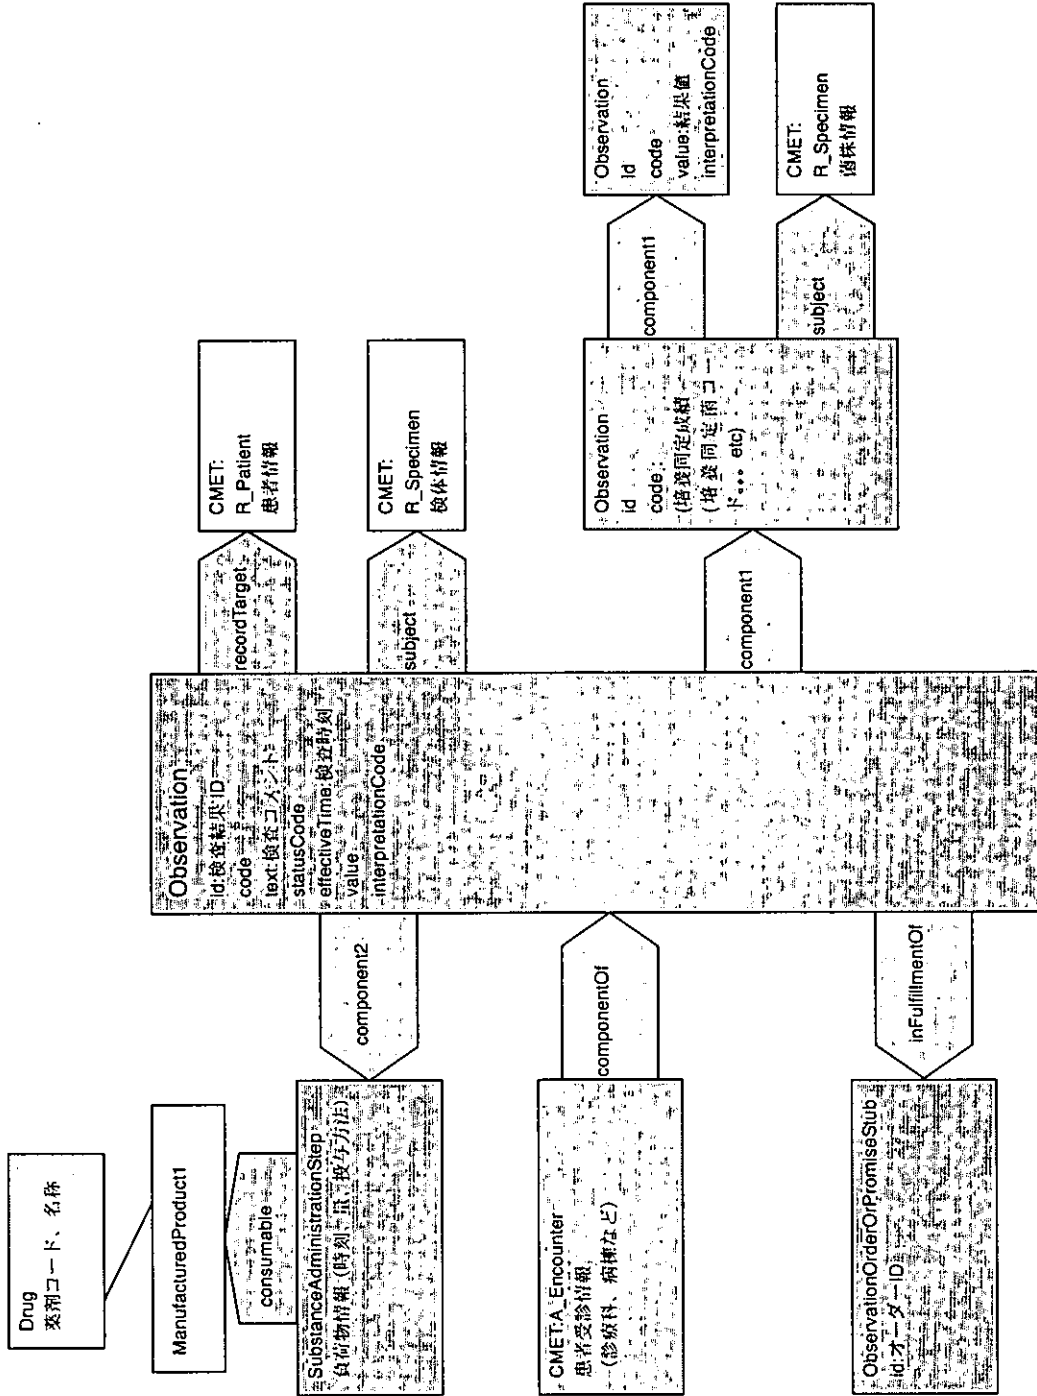 Drug
薬剤コード、名称
ManufacturedProduct1
consumable
SubstanceAdministrationStep
負荷物情報(時刻、量、投与方法)
component2
CMET:A_Encounter
患者受診情報
(診療科、病棟など)
componentOf
ObservationOrderOrPromiseStub
id:オーダーID
inFulfillmentOf
Observation
id:検査結果ID
code
text:検査コメント
statusCode
effectiveTime:検査時刻
value
interpretationCode
recordTarget
CMET:
R_Patient
患者情報
subject
CMET:
R_Specimen
検体情報
component1
Observation
id
code:
(培養同定成績
(培養同定菌コー
ド... etc)
component1
Observation
id
code
value:結果値
interpretationCode
subject
CMET:
R_Specimen
菌株情報